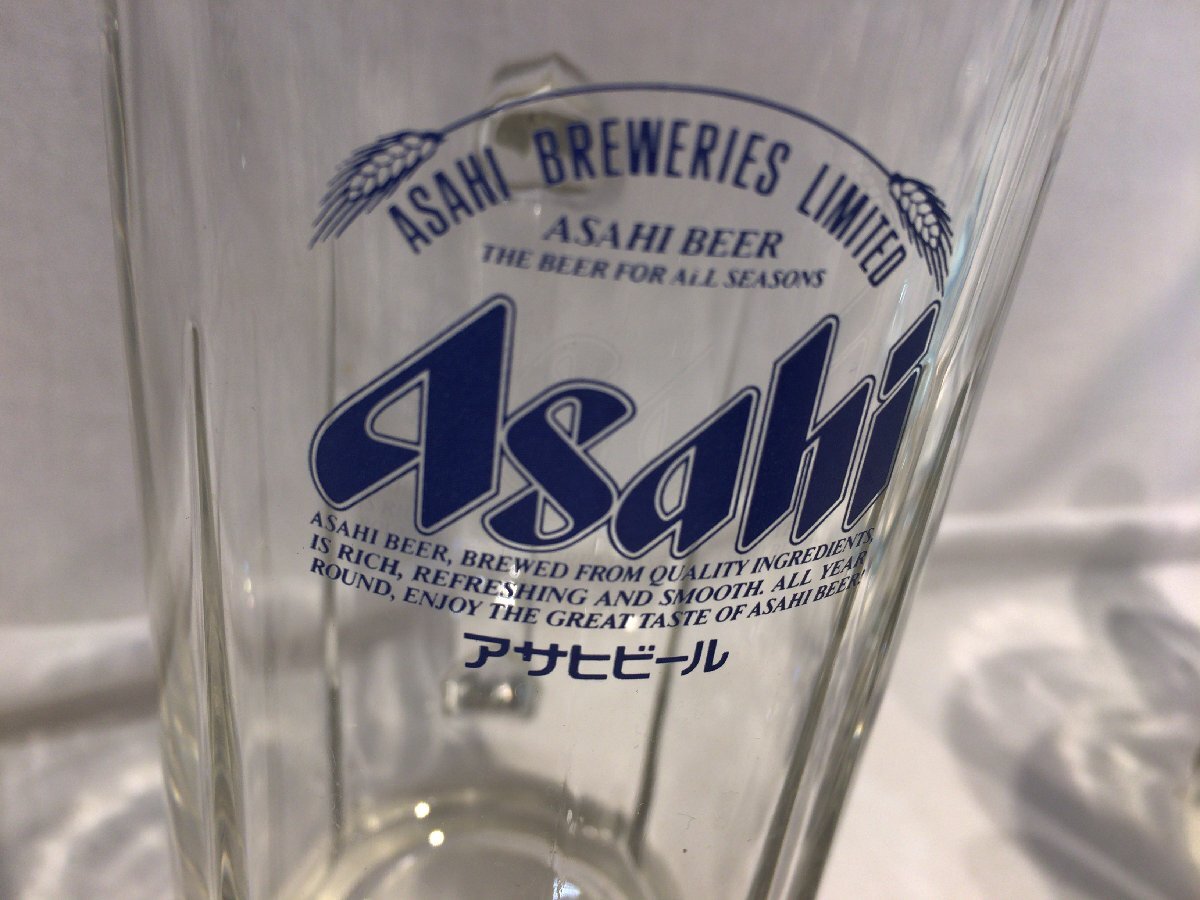 ASAHI BREWERIES LIMITED
ASAHI BEER
THE BEER FOR ALL SEASONS
Asahi
ASAHI BEER, BREWED FROM QUALITY INGREDIENTS,
IS RICH, REFRESHING AND SMOOTH. ALL YEAR
ROUND, ENJOY THE GREAT TASTE OF ASAHI BEER!
アサヒビール